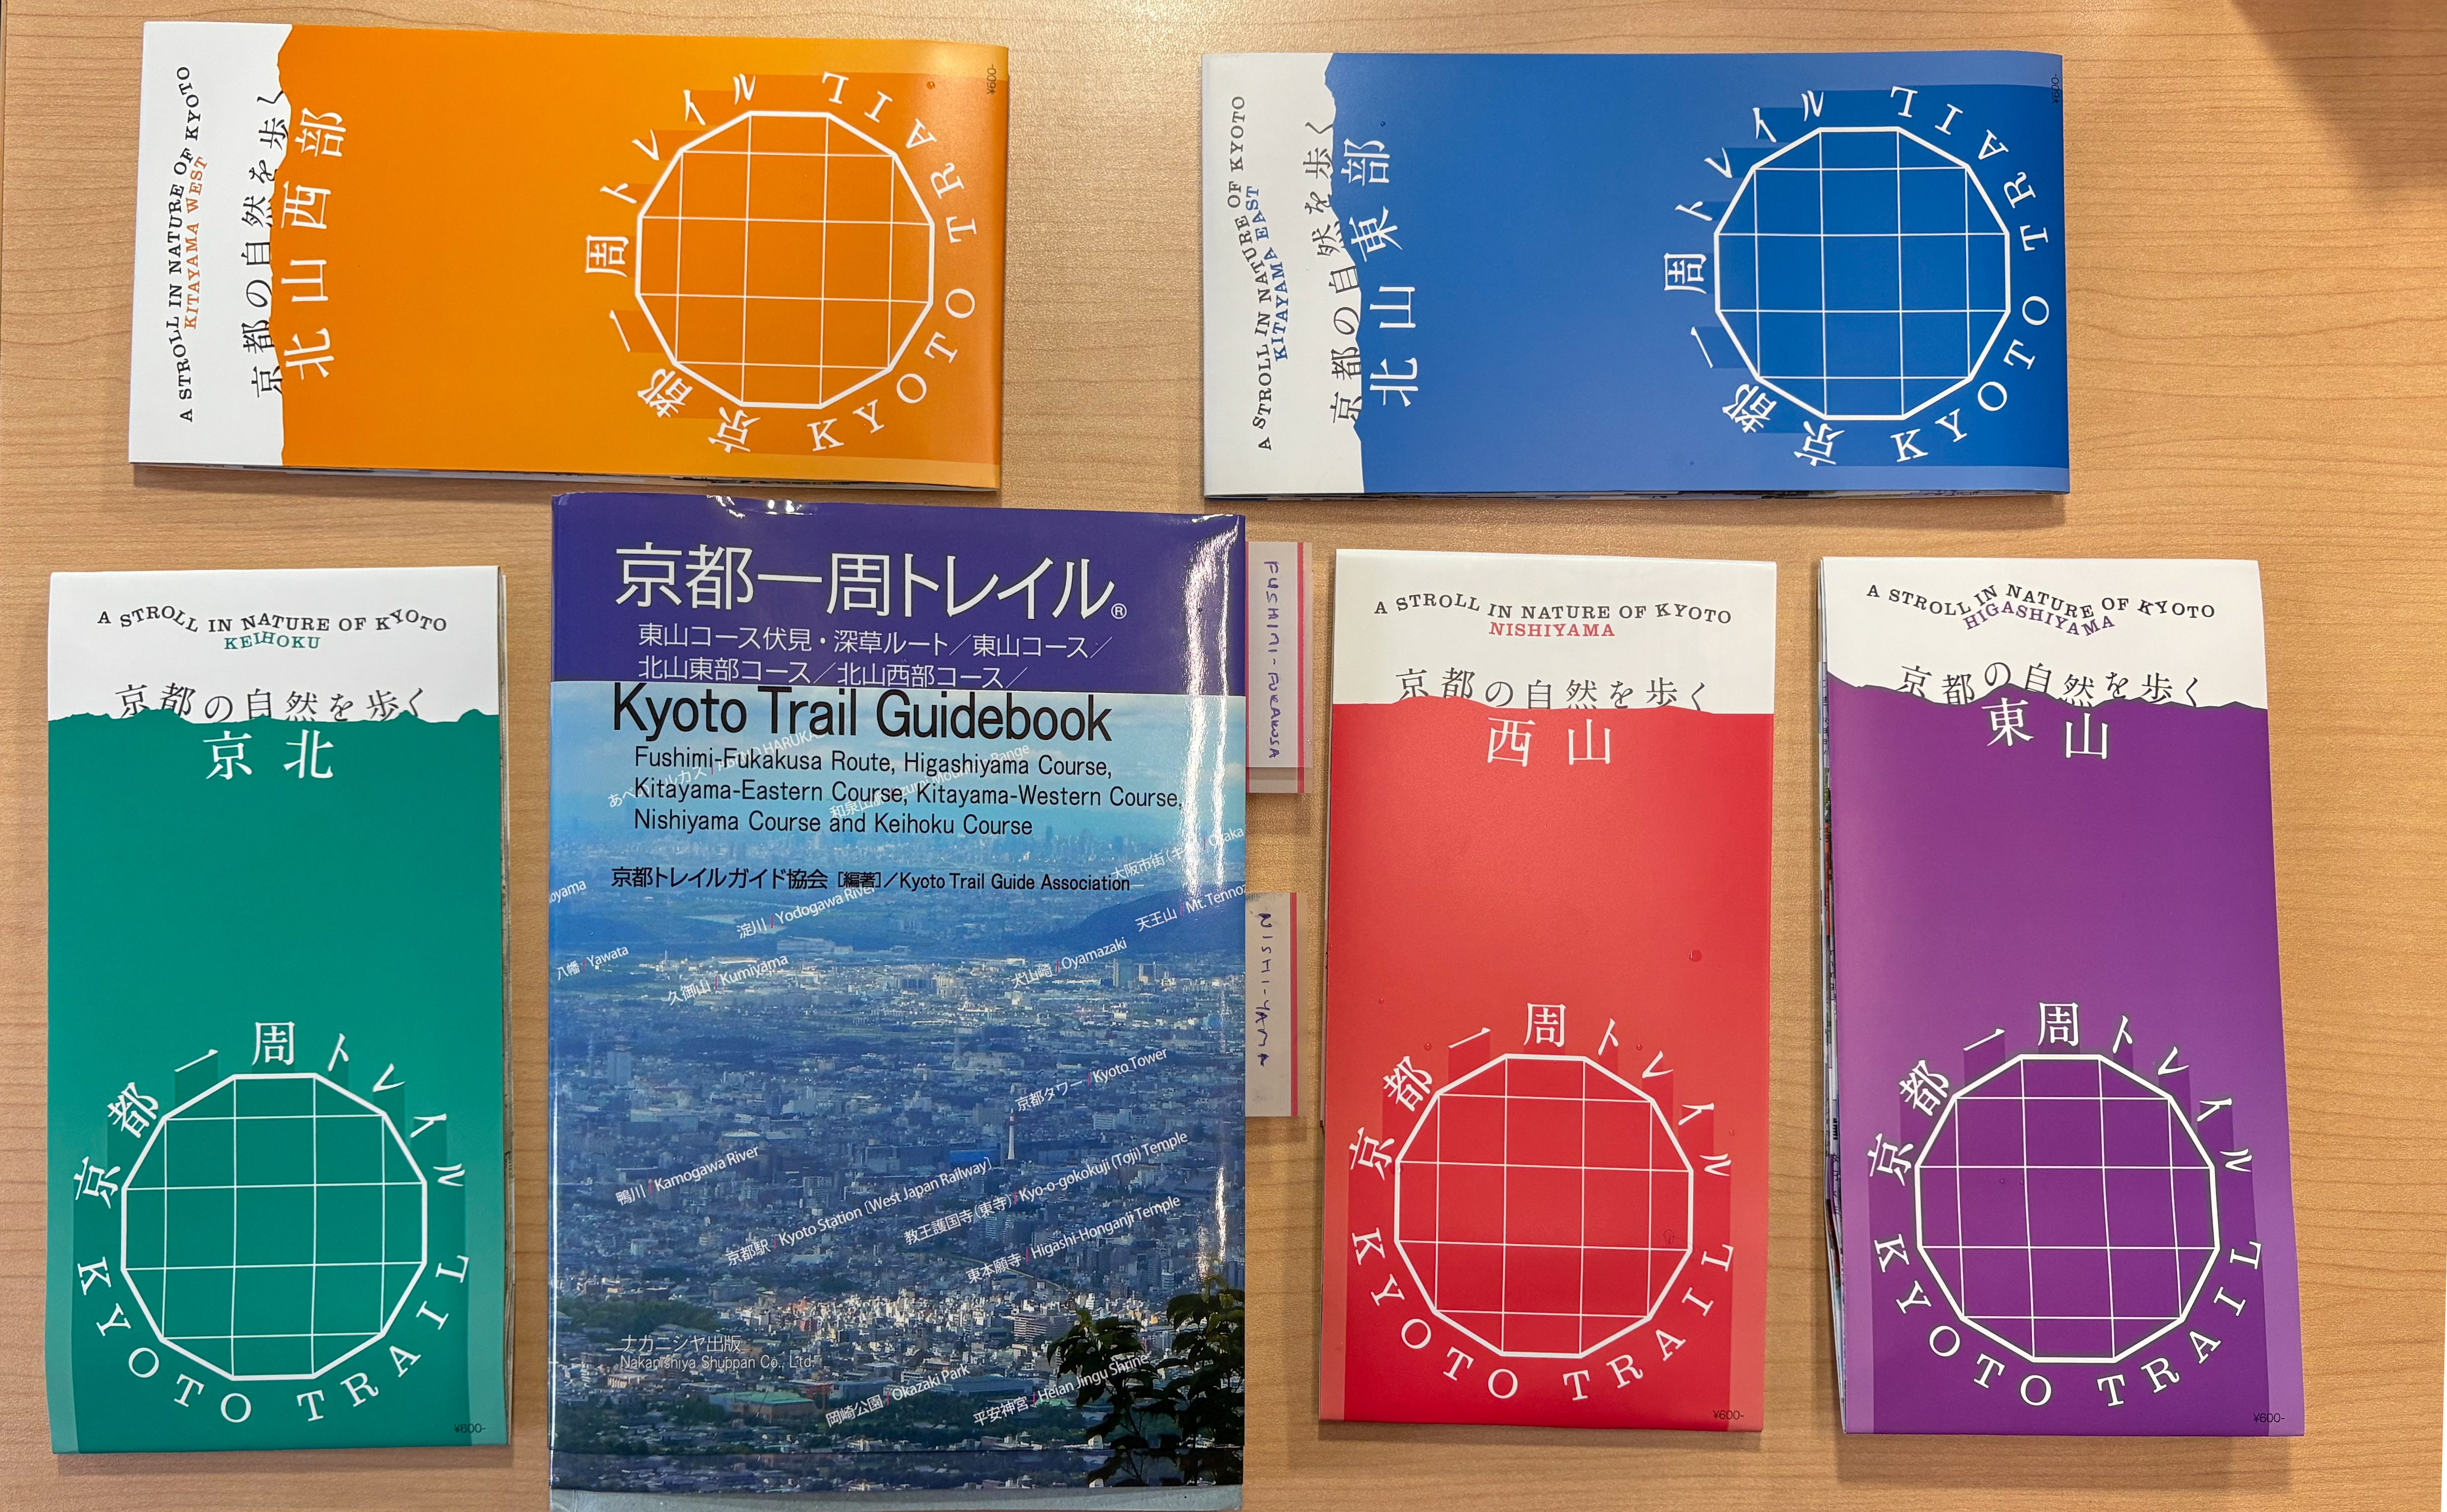 A STROLL IN NATURE OF KYOTO
KITAYAMA WEST
京都の自然を歩く
北山西部
京都一周トレイル
KYOTO TRAIL
¥600-
A STROLL IN NATURE OF KYOTO
KITAYAMA EAST
京都の自然を歩く
北山東部
京都一周トレイル
KYOTO TRAIL
¥600-
A STROLL IN NATURE OF KYOTO
KEIHOKU
京都の自然を歩く
京北
京都一周トレイル
KYOTO TRAIL
¥600-
京都一周トレイル®
東山コース伏見・深草ルート／東山コース／
北山東部コース／北山西部コース／
Kyoto Trail Guidebook
Fushimi-Fukakusa Route, Higashiyama Course,
Kitayama-Eastern Course, Kitayama-Western Course,
Nishiyama Course and Keihoku Course
京都トレイルガイド協会［編著］／Kyoto Trail Guide Association
淀川／Yodogawa River
天王山／Mt.Tenno
八幡／Yawata
久御山／Kumiyama
大山崎／Oyamazaki
京都タワー／Kyoto Tower
鴨川／Kamogawa River
京都駅／Kyoto Station (West Japan Railway)
教王護国寺(東寺)／Kyo-o-gokokuji (Toji) Temple
東本願寺／Higashi-Honganji Temple
ナカニシヤ出版
Nakanishiya Shuppan Co., Ltd.
岡崎公園／Okazaki Park
平安神宮／Heian Jingu Shrine
FUSHIMI-FUKAKUSA
NISHI-YAMA
A STROLL IN NATURE OF KYOTO
NISHIYAMA
京都の自然を歩く
西山
京都一周トレイル
KYOTO TRAIL
¥600-
A STROLL IN NATURE OF KYOTO
HIGASHIYAMA
京都の自然を歩く
東山
京都一周トレイル
KYOTO TRAIL
¥600-